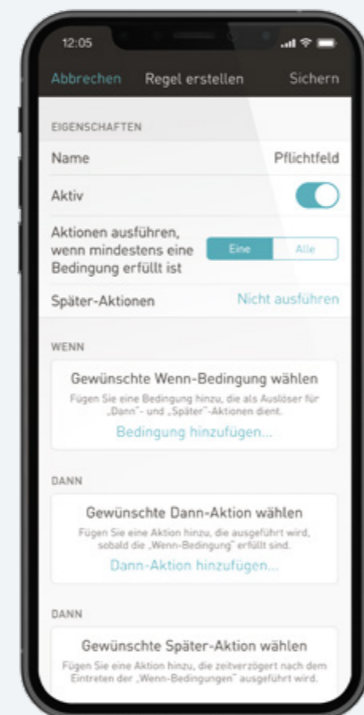 12:05
Abbrechen Regel erstellen Sichern
EIGENSCHAFTEN
Name Pflichtfeld
Aktiv
Aktionen ausführen,
wenn mindestens eine
Bedingung erfüllt ist
Eine Alle
Später-Aktionen Nicht ausführen
WENN
Gewünschte Wenn-Bedingung wählen
Fügen Sie eine Bedingung hinzu, die als Auslöser für
„Dann“- und „Später“-Aktionen dient.
Bedingung hinzufügen...
DANN
Gewünschte Dann-Aktion wählen
Fügen Sie eine Aktion hinzu, die ausgeführt wird,
sobald die „Wenn-Bedingung“ erfüllt sind.
Dann-Aktion hinzufügen...
DANN
Gewünschte Später-Aktion wählen
Fügen Sie eine Aktion hinzu, die zeitverzögert nach dem
Eintreten der „Wenn-Bedingungen“ ausgeführt wird.